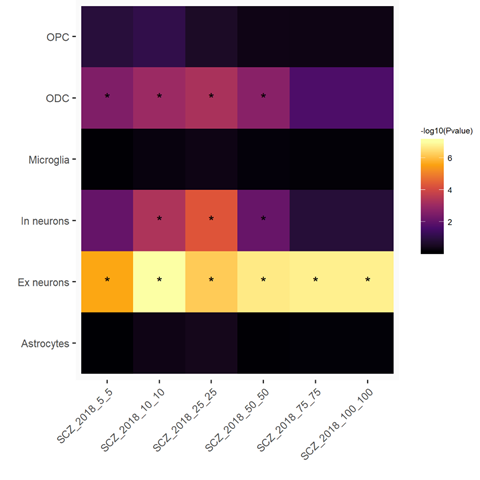 OPC
ODC
* * * *
Microglia
In neurons
* * *
Ex neurons
* * * * * *
Astrocytes
SCZ_2018_5_5
SCZ_2018_10_10
SCZ_2018_25_25
SCZ_2018_50_50
SCZ_2018_75_75
SCZ_2018_100_100
-log10(Pvalue)
6
4
2